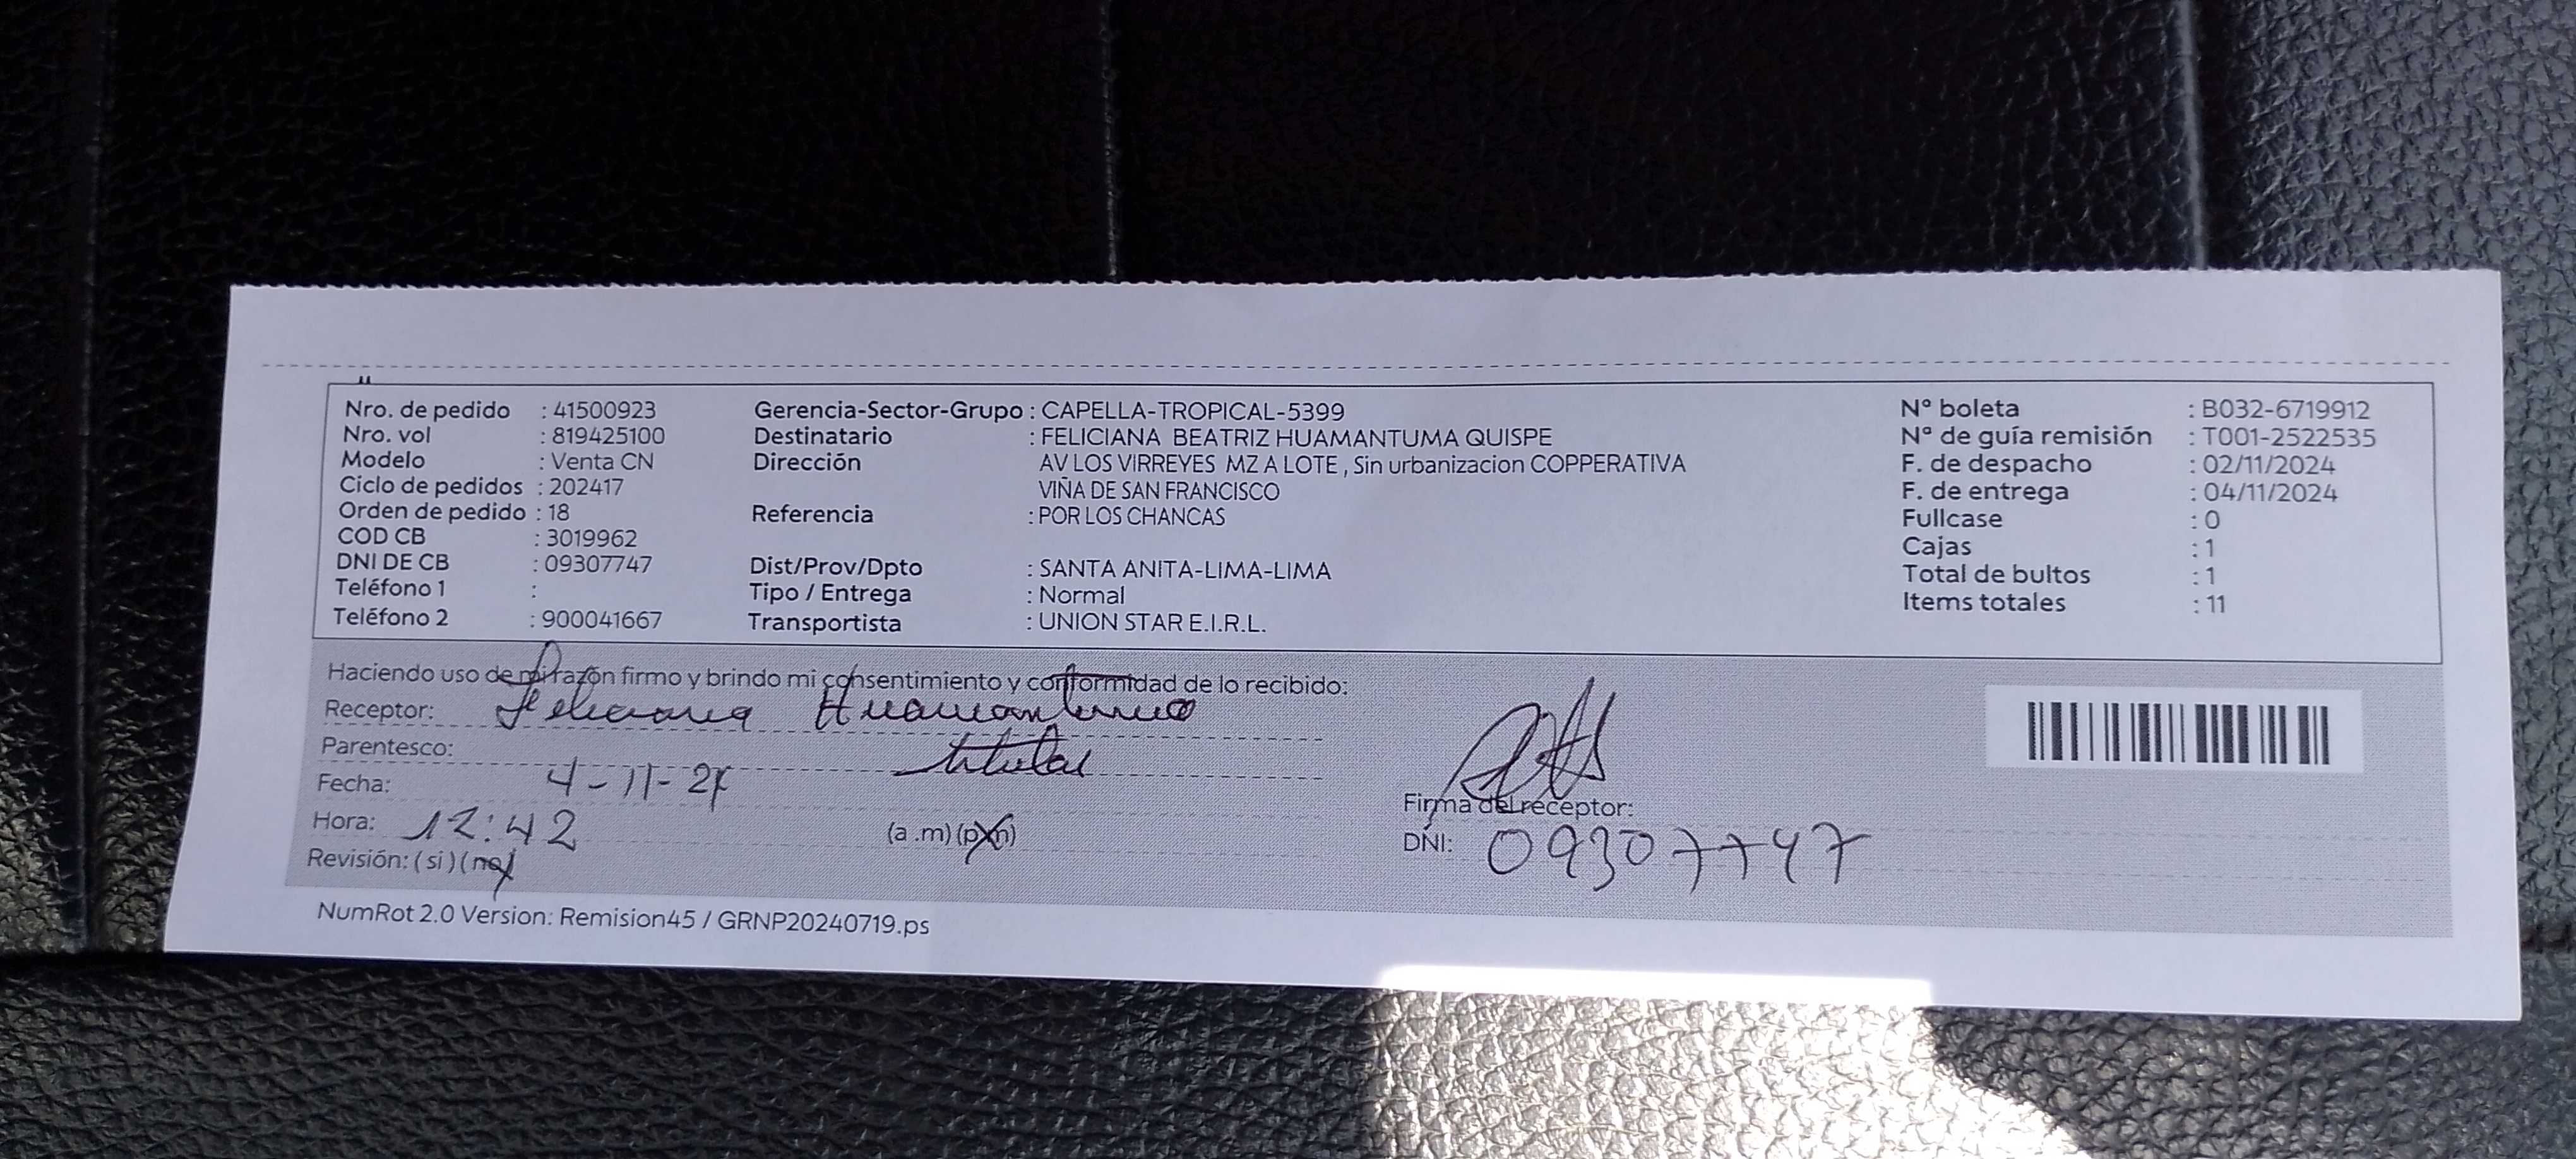 Nro. de pedido : 41500923 Gerencia-Sector-Grupo : CAPELLA-TROPICAL-5399 Nº boleta : B032-6719912
Nro. vol : 819425100 Destinatario : FELICIANA BEATRIZ HUAMANTUMA QUISPE Nº de guía remisión : T001-2522535
Modelo : Venta CN Dirección AV LOS VIRREYES MZ A LOTE , Sin urbanizacion COPPERATIVA F. de despacho : 02/11/2024
Ciclo de pedidos : 202417 VIÑA DE SAN FRANCISCO F. de entrega : 04/11/2024
Orden de pedido : 18 Referencia : POR LOS CHANCAS Fullcase : 0
COD CB : 3019962 Cajas : 1
DNI DE CB : 09307747 Dist/Prov/Dpto : SANTA ANITA-LIMA-LIMA Total de bultos : 1
Teléfono 1 : Tipo / Entrega : Normal Items totales : 11
Teléfono 2 : 900041667 Transportista : UNION STAR E.I.R.L.
Haciendo uso de mi razón firmo y brindo mi consentimiento y conformidad de lo recibido:
Receptor: Feliciana Huamantuma
Parentesco: titular
Fecha: 4-11-24
Firma del receptor:
Hora: 12:42 (a .m) (p.m)
DNI: 09307747
Revisión: ( si ) ( no )
NumRot 2.0 Version: Remision45 / GRNP20240719.ps